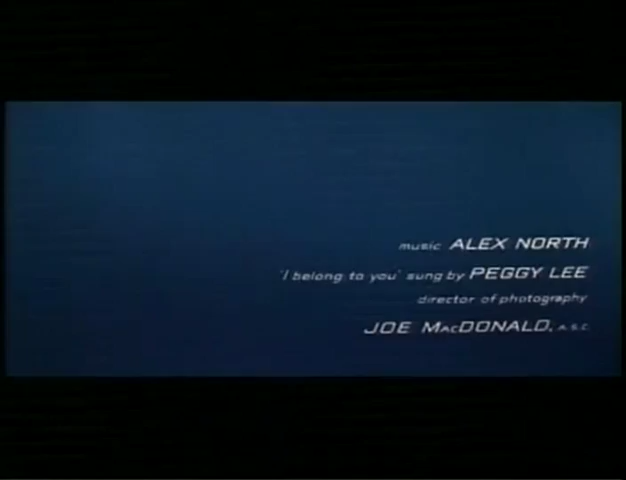 music ALEX NORTH
'I belong to you' sung by PEGGY LEE
director of photography
JOE MACDONALD, A.S.C.